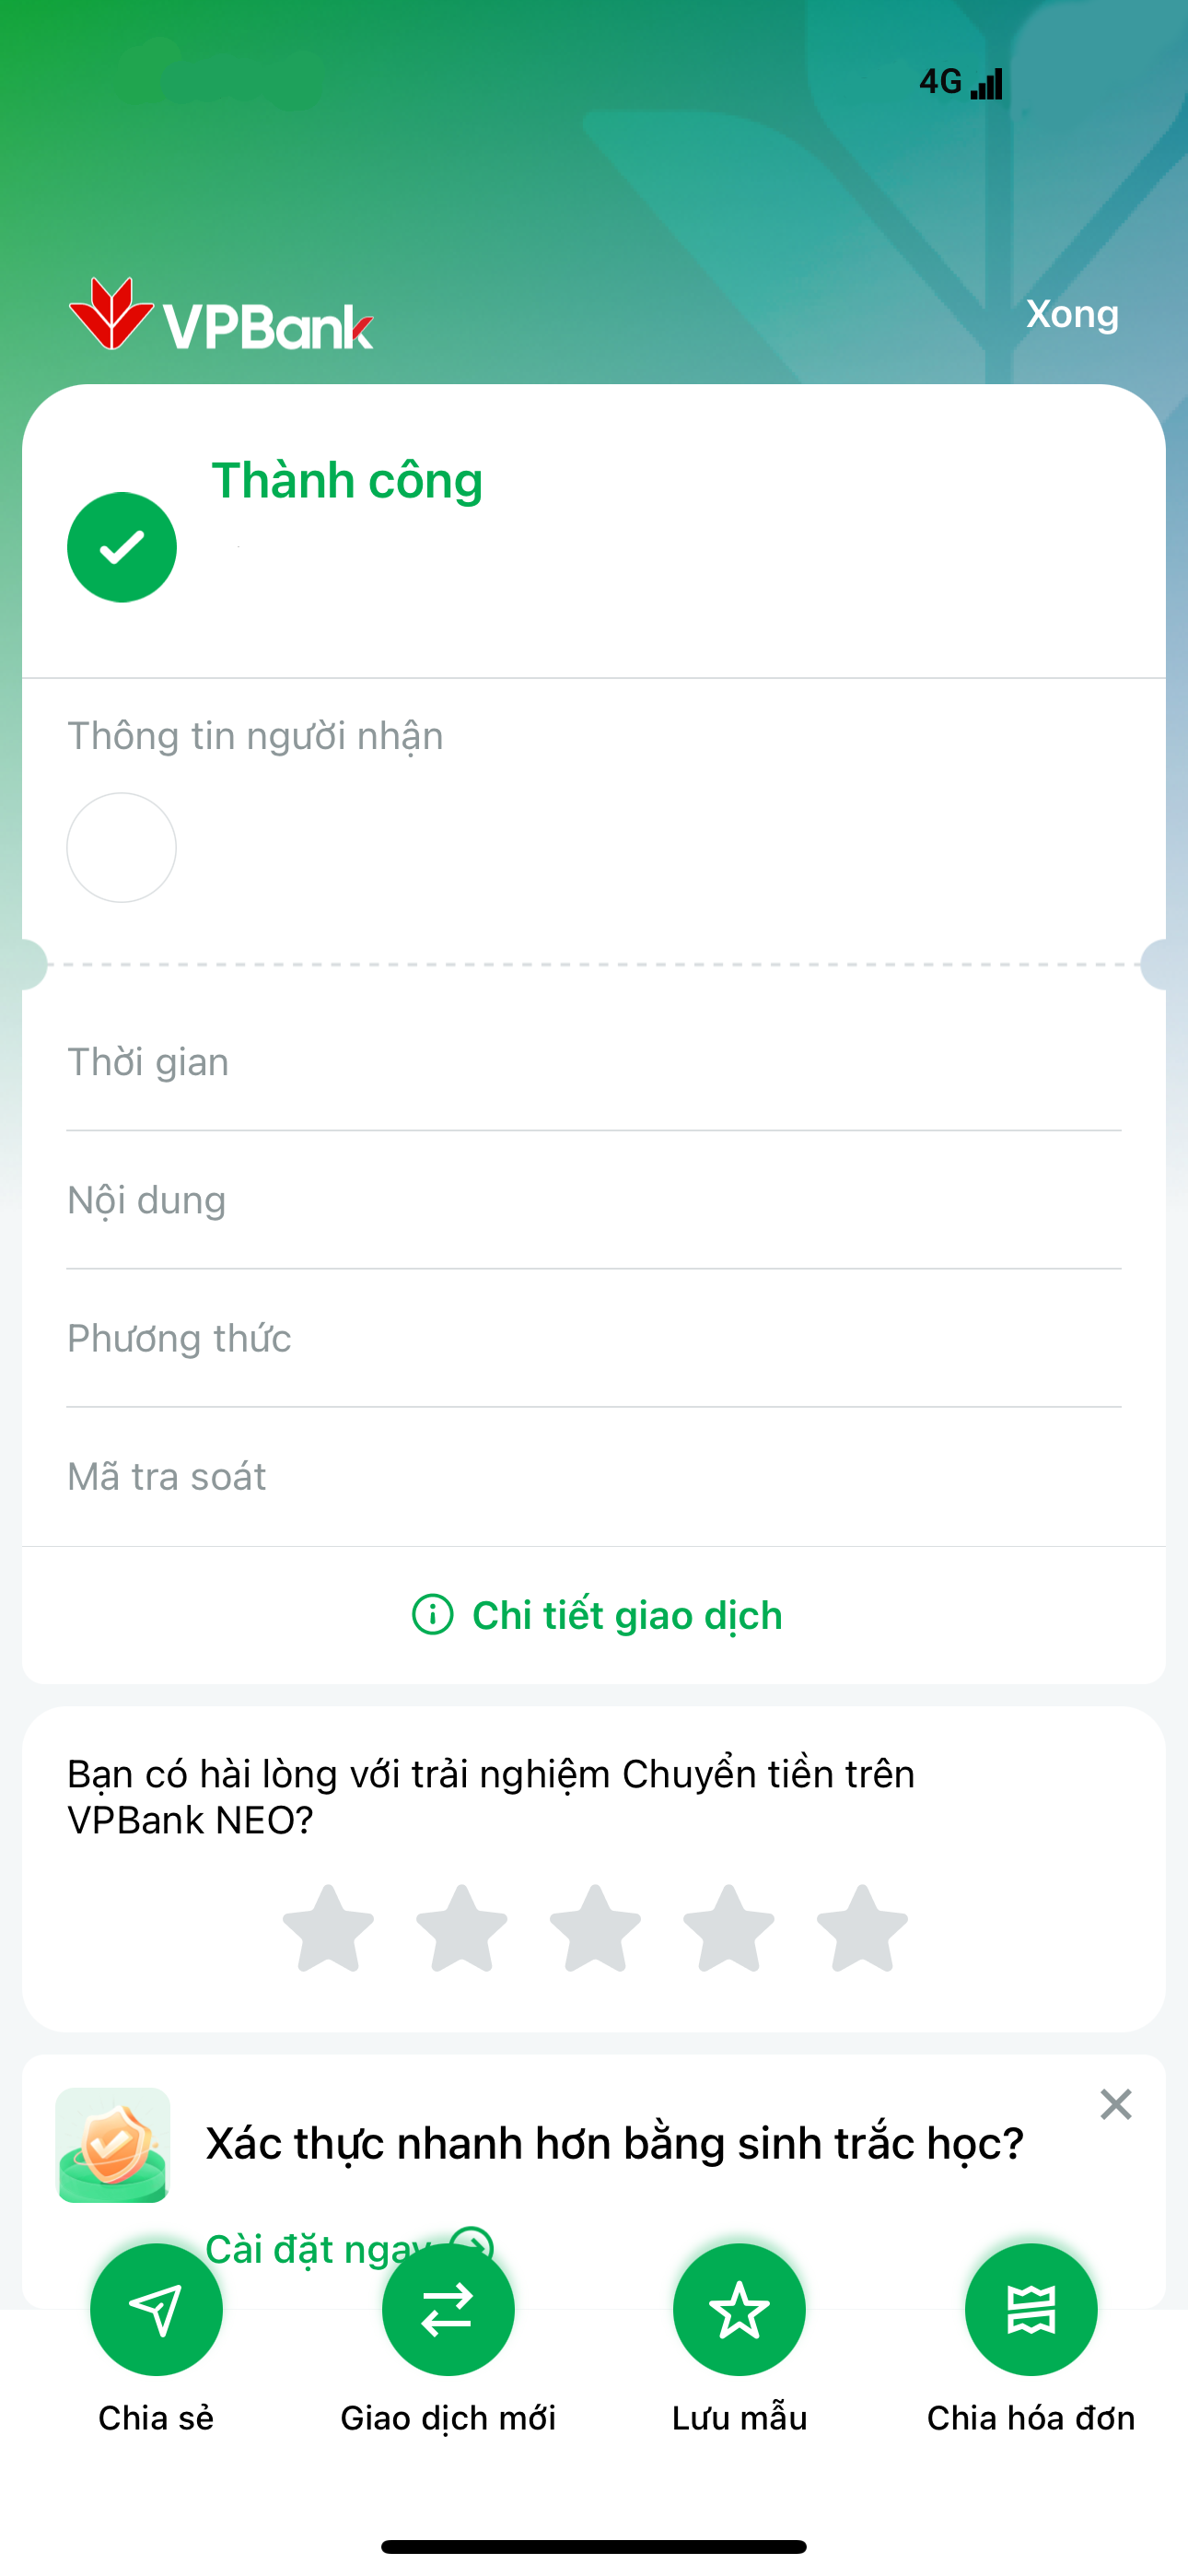 4G
VPBank
Xong
Thành công
Thông tin người nhận
Thời gian
Nội dung
Phương thức
Mã tra soát
Chi tiết giao dịch
Bạn có hài lòng với trải nghiệm Chuyển tiền trên
VPBank NEO?
Xác thực nhanh hơn bằng sinh trắc học?
Cài đặt ngay
Chia sẻ
Giao dịch mới
Lưu mẫu
Chia hóa đơn